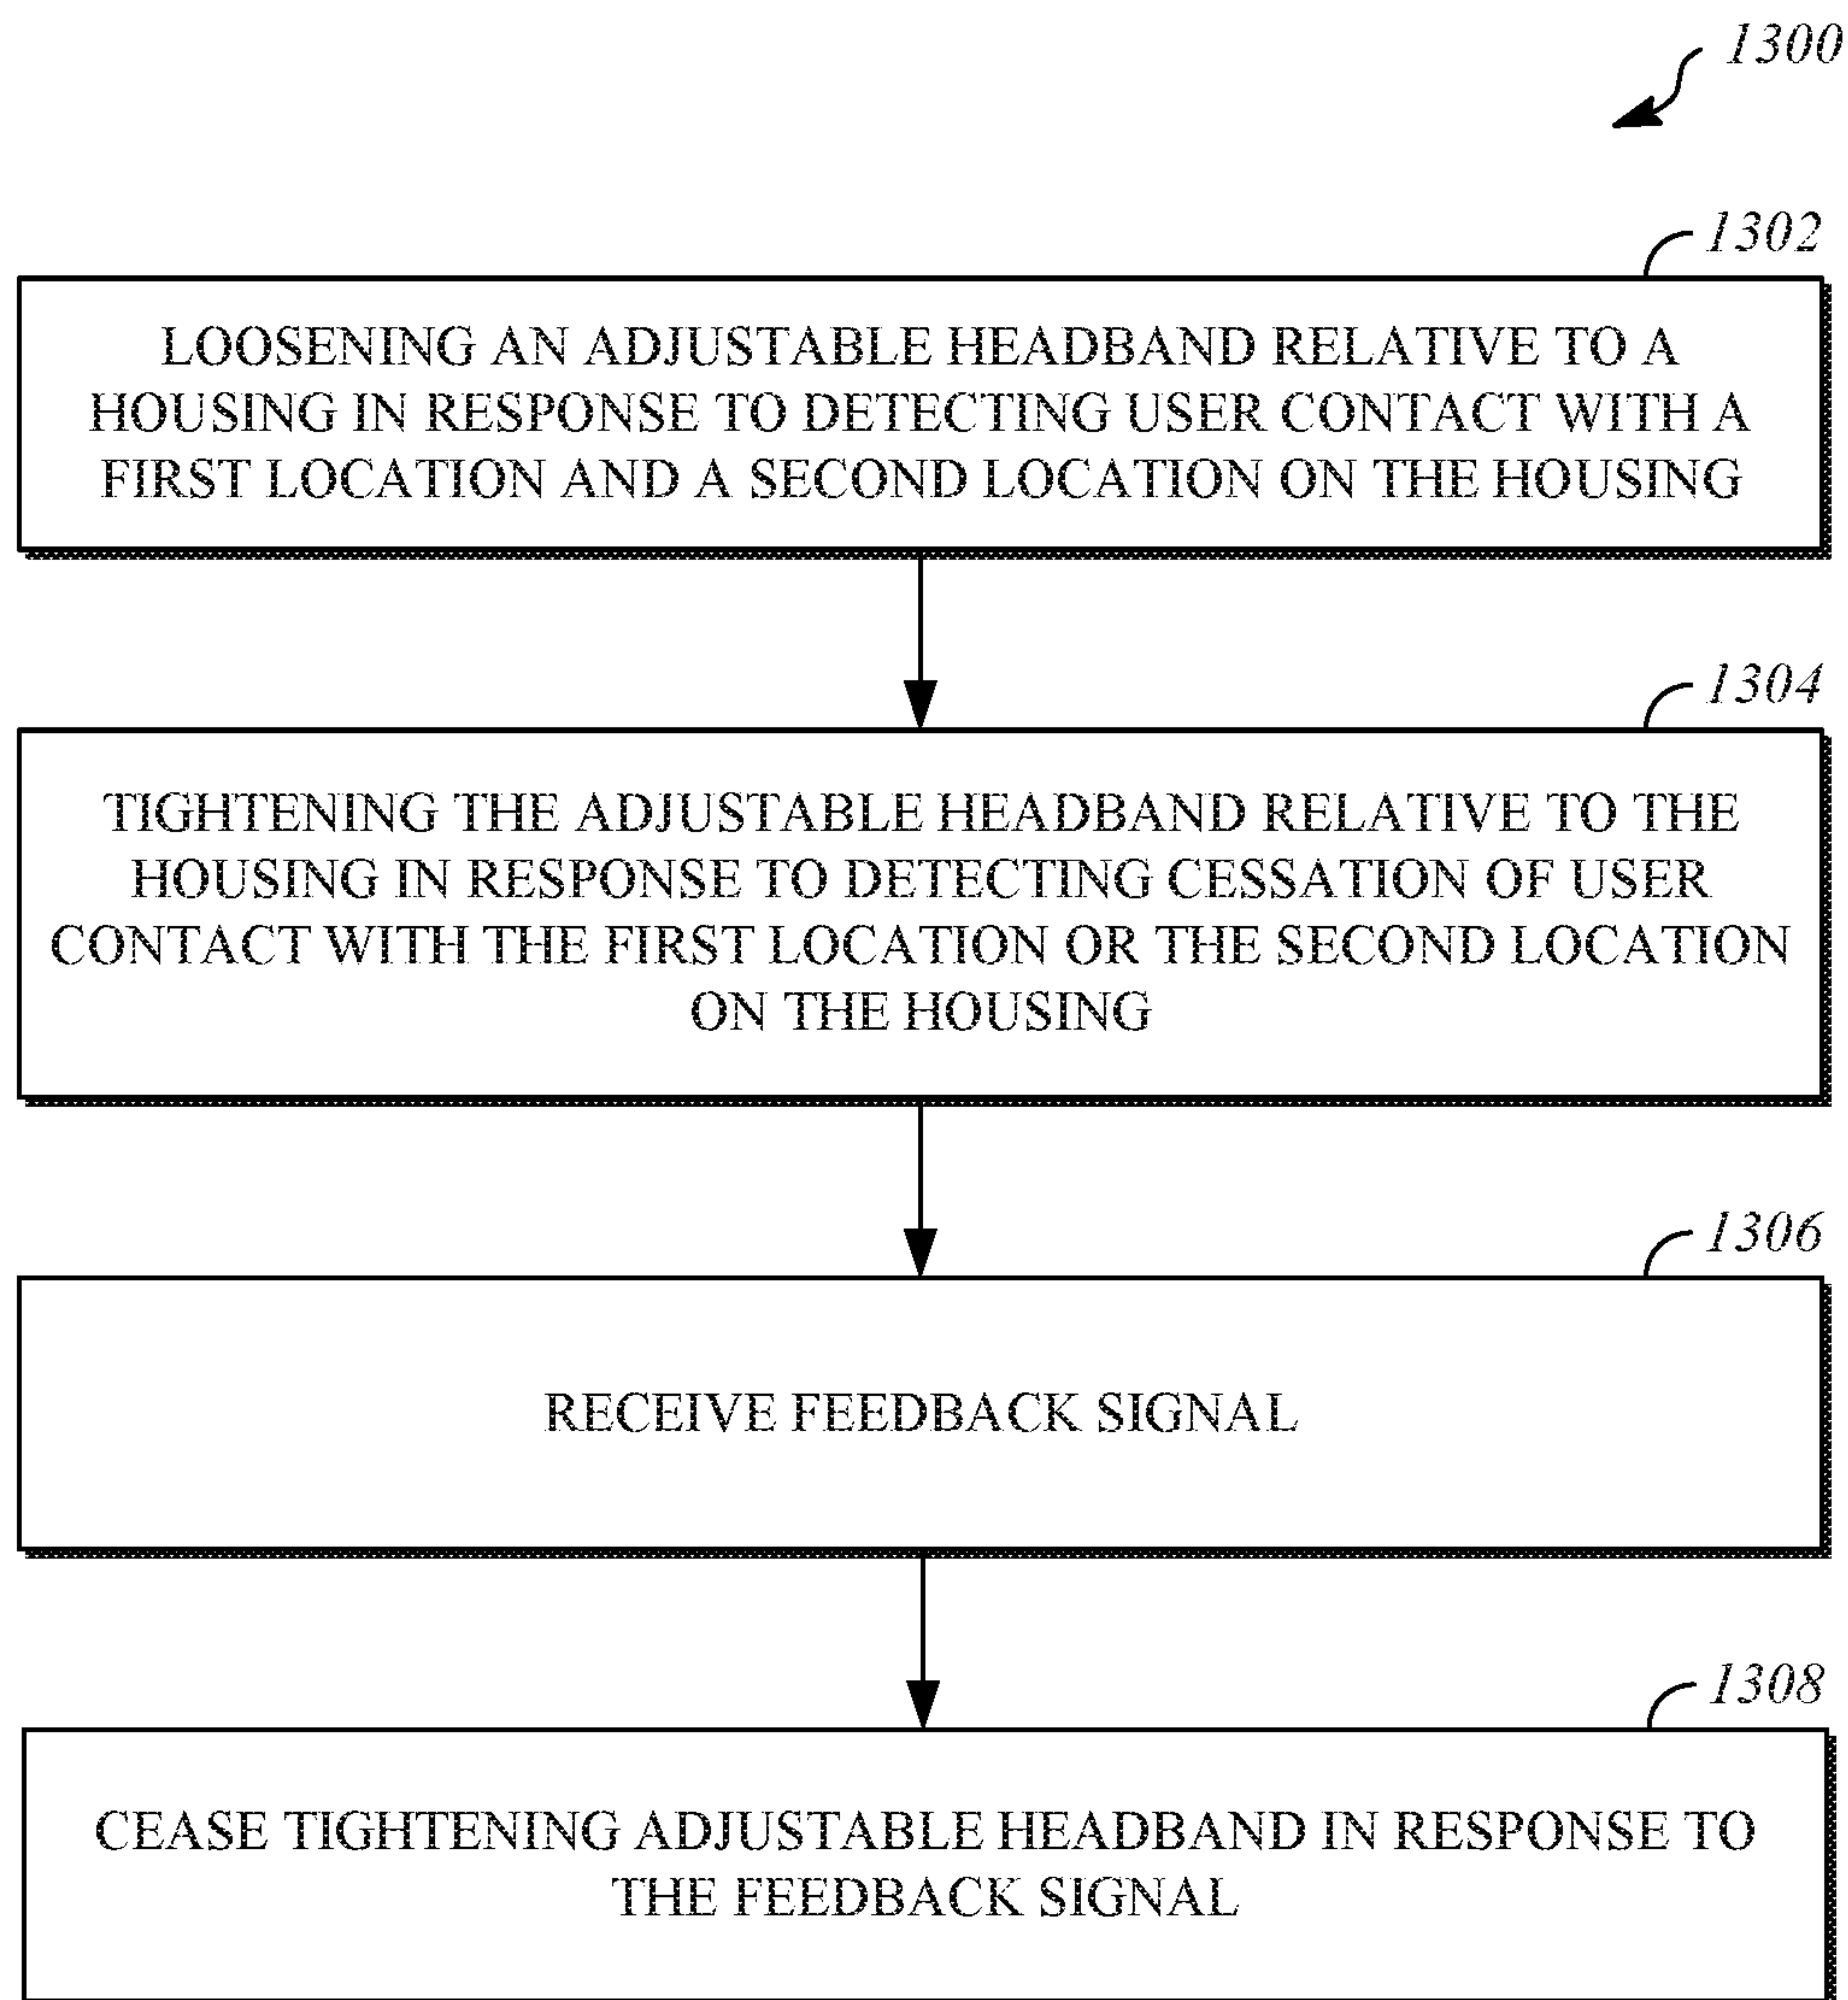 1300
1302
LOOSENING AN ADJUSTABLE HEADBAND RELATIVE TO A
HOUSING IN RESPONSE TO DETECTING USER CONTACT WITH A
FIRST LOCATION AND A SECOND LOCATION ON THE HOUSING
1304
TIGHTENING THE ADJUSTABLE HEADBAND RELATIVE TO THE
HOUSING IN RESPONSE TO DETECTING CESSATION OF USER
CONTACT WITH THE FIRST LOCATION OR THE SECOND LOCATION
ON THE HOUSING
1306
RECEIVE FEEDBACK SIGNAL
1308
CEASE TIGHTENING ADJUSTABLE HEADBAND IN RESPONSE TO
THE FEEDBACK SIGNAL